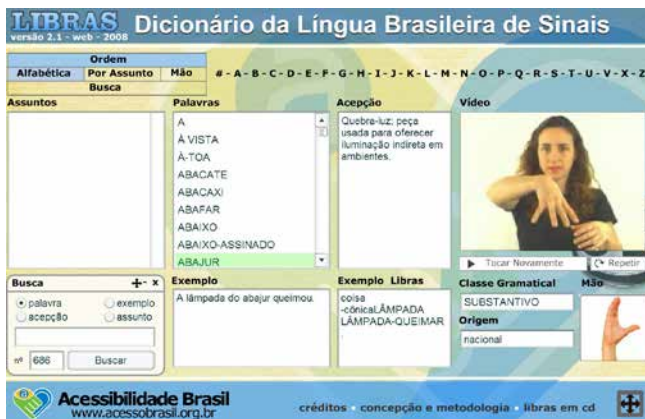 LIBRAS Dicionário da Língua Brasileira de Sinais
versão 2.1 - web - 2008
Ordem
Alfabética Por Assunto Mão
Busca
# - A - B - C - D - E - F - G - H - I - J - K - L - M - N - O - P - Q - R - S - T - U - V - X - Z
Assuntos
Palavras
A
À VISTA
À-TOA
ABACATE
ABACAXI
ABAFAR
ABAIXO
ABAIXO-ASSINADO
ABAJUR
Acepção
Quebra-luz; peça
usada para oferecer
iluminação indireta em
ambientes.
Vídeo
Tocar Novamente Repetir
Busca + - x
palavra exemplo
acepção assunto
nº 686 Buscar
Exemplo
A lâmpada do abajur queimou.
Exemplo Libras
coisa
-cônicaLÂMPADA
LÂMPADA-QUEIMAR
.
Classe Gramatical
SUBSTANTIVO
Origem
nacional
Mão
Acessibilidade Brasil
www.acessobrasil.org.br
créditos - concepção e metodologia - libras em cd